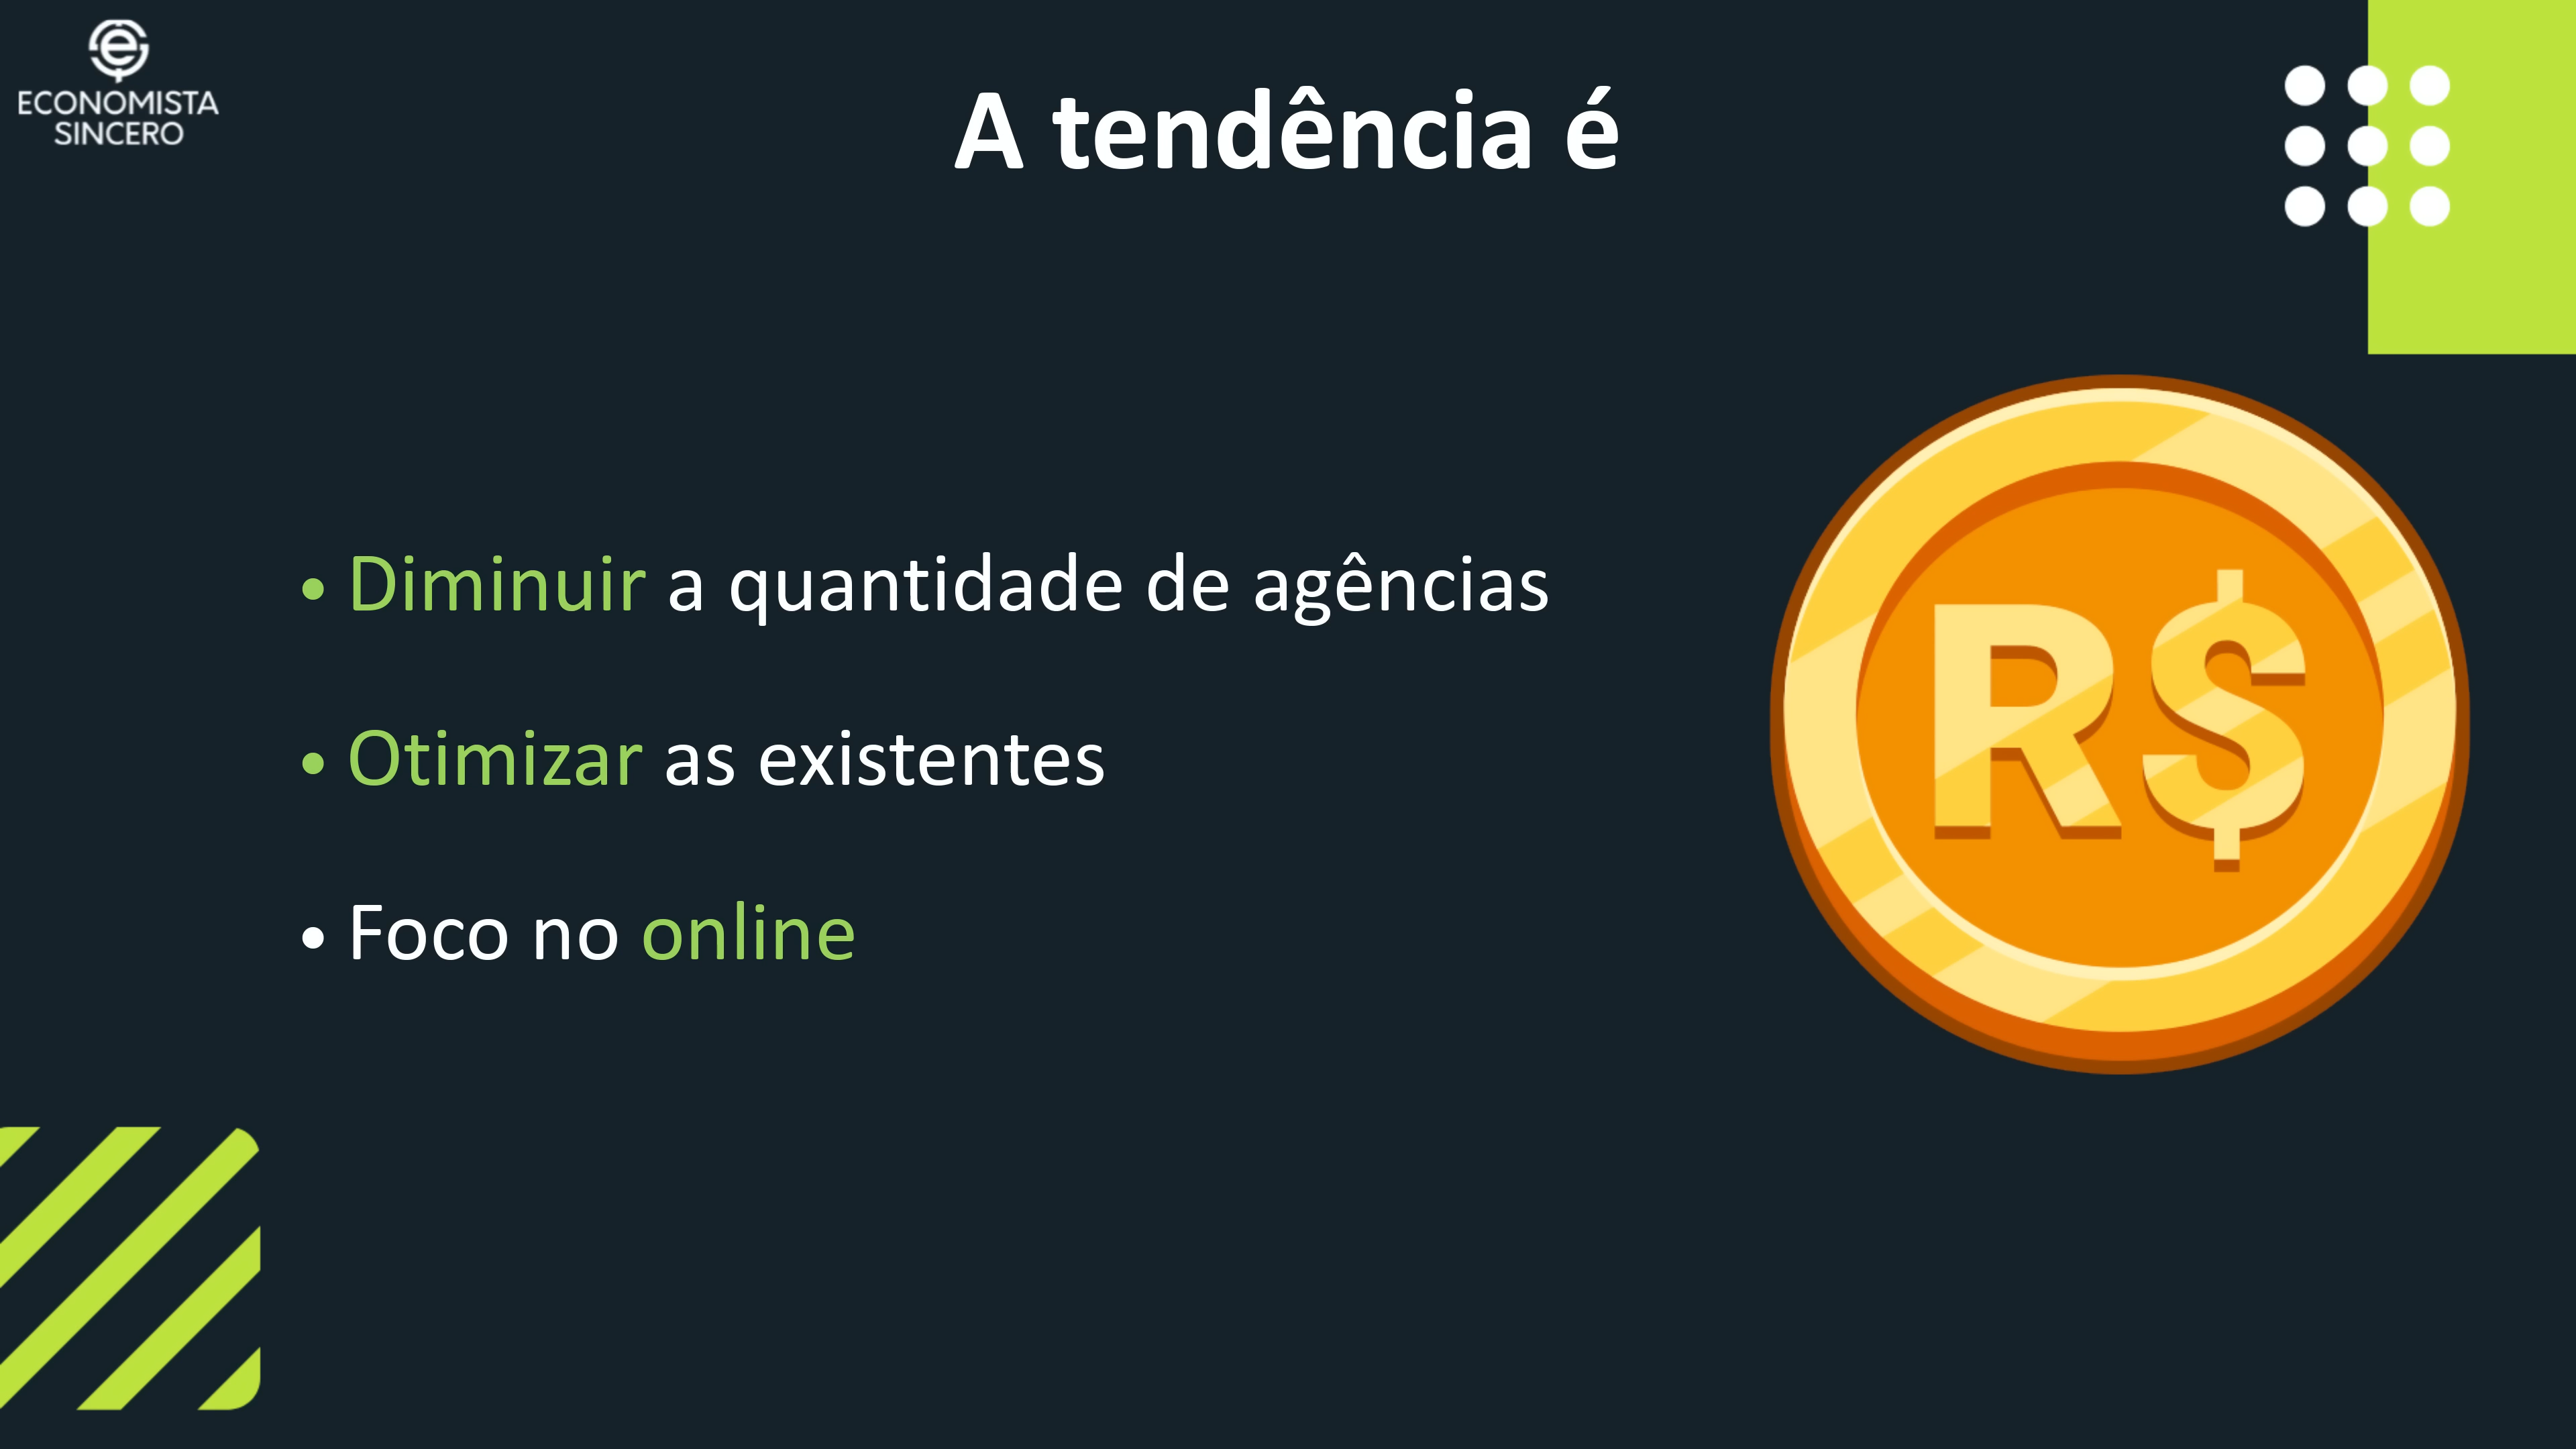 ECONOMISTA
SINCERO
A tendência é
• Diminuir a quantidade de agências
• Otimizar as existentes
• Foco no online
R$